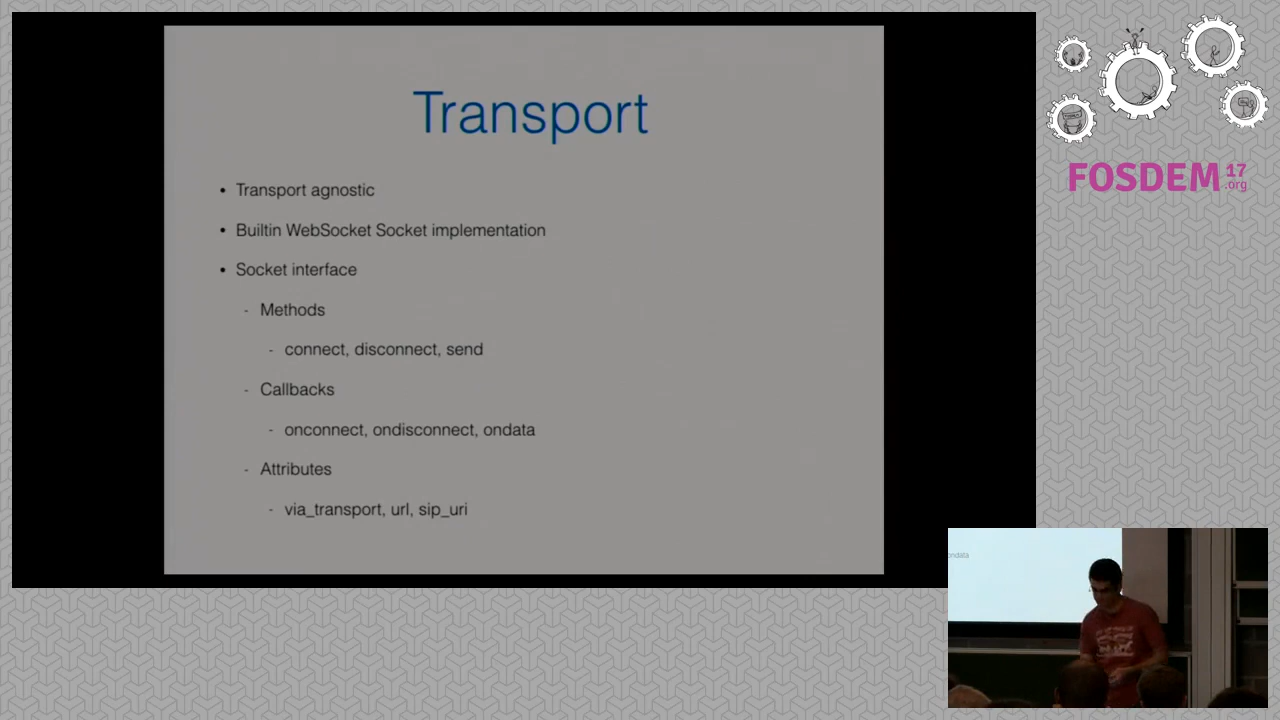 Transport
• Transport agnostic
• Builtin WebSocket Socket implementation
• Socket interface
- Methods
- connect, disconnect, send
- Callbacks
- onconnect, ondisconnect, ondata
- Attributes
- via_transport, url, sip_uri
FOSDEM 17
.org
ondata